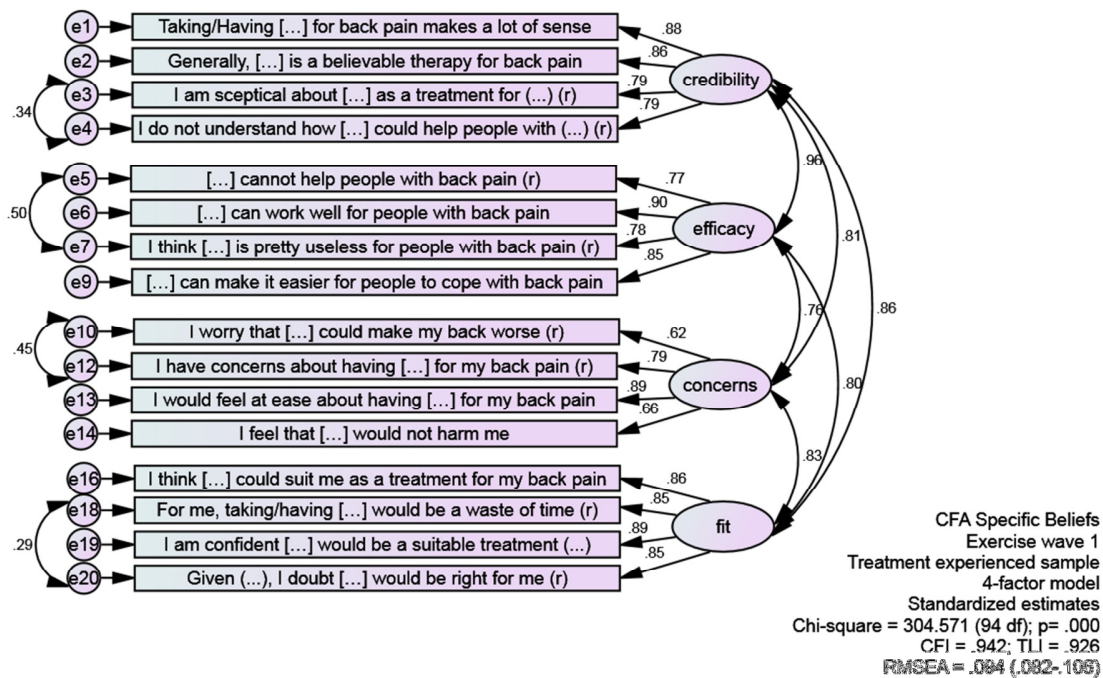 e1 Taking/Having [...] for back pain makes a lot of sense .88
e2 Generally, [...] is a believable therapy for back pain .86 credibility
e3 I am sceptical about [...] as a treatment for (...) (r) .79
.34
e4 I do not understand how [...] could help people with (...) (r) .79
.96
e5 [...] cannot help people with back pain (r) .77
.50 e6 [...] can work well for people with back pain .90 efficacy
e7 I think [...] is pretty useless for people with back pain (r) .78
.81
e9 [...] can make it easier for people to cope with back pain .85
.76 .86
e10 I worry that [...] could make my back worse (r) .62
.45
e12 I have concerns about having [...] for my back pain (r) .79 concerns .80
e13 I would feel at ease about having [...] for my back pain .89
e14 I feel that [...] would not harm me .66
.83
e16 I think [...] could suit me as a treatment for my back pain .86
e18 For me, taking/having [...] would be a waste of time (r) .85 fit
.29
e19 I am confident [...] would be a suitable treatment (...) .89
e20 Given (...), I doubt [...] would be right for me (r) .85
CFA Specific Beliefs
Exercise wave 1
Treatment experienced sample
4-factor model
Standardized estimates
Chi-square = 304.571 (94 df); p= .000
CFI = .942; TLI = .926
RMSEA = .094 (.082-.106)